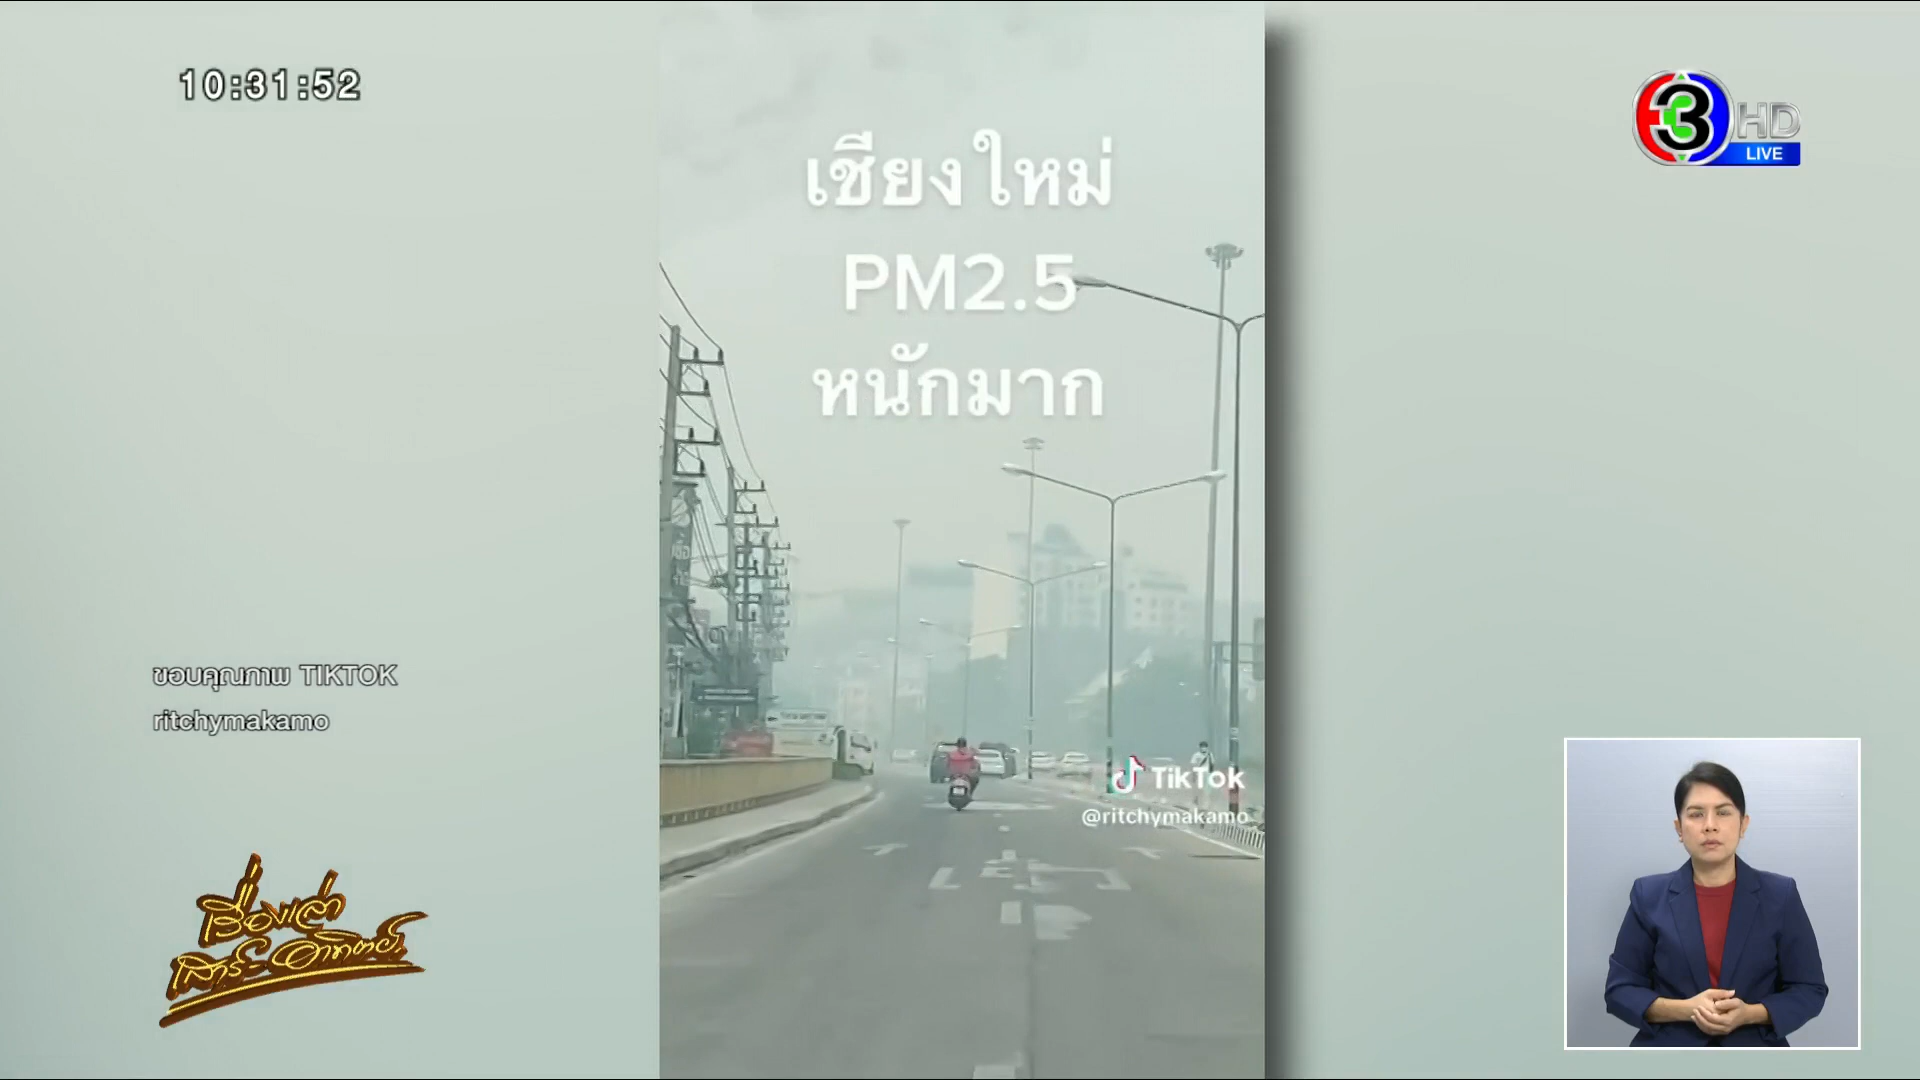 10:31:52
3 HD
LIVE
เชียงใหม่
PM2.5
หนักมาก
ขอบคุณภาพ TIKTOK
ritchymakamo
TikTok
@ritchymakamo
เรื่องเล่า
เสาร์-อาทิตย์